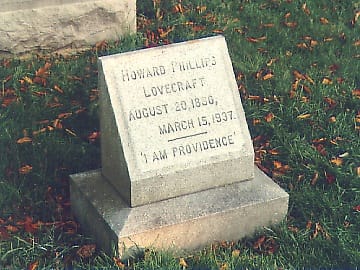 HOWARD PHILLIPS
LOVECRAFT
AUGUST 20, 1890,
MARCH 15, 1937.
'I AM PROVIDENCE'